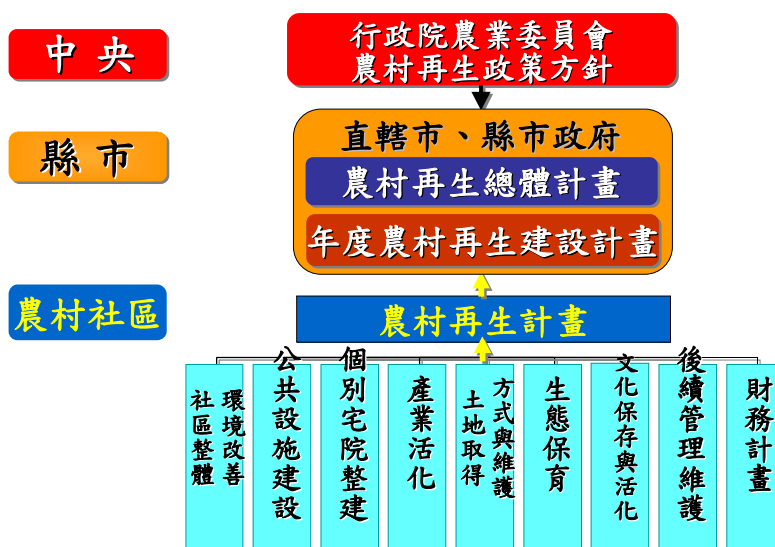 中央
行政院農業委員會
農村再生政策方針
縣市
直轄市、縣市政府
農村再生總體計畫
年度農村再生建設計畫
農村社區
農村再生計畫
社區整體
環境改善
公共設施建設
個別宅院整建
產業活化
土地取得
方式與維護
生態保育
文化保存與活化
後續管理維護
財務計畫